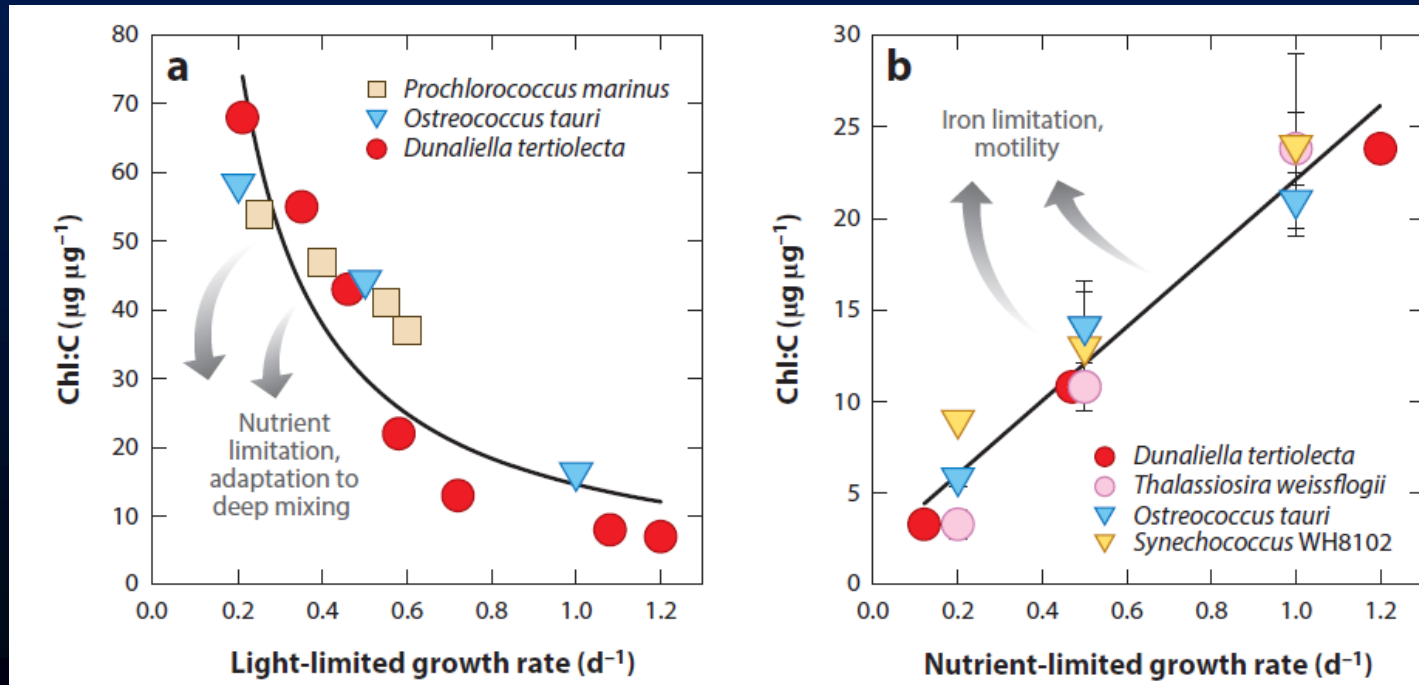 a
80
70
60
50
40
30
20
10
0
Chl:C (µg µg⁻¹)
Prochlorococcus marinus
Ostreococcus tauri
Dunaliella tertiolecta
Nutrient
limitation,
adaptation to
deep mixing
0.0 0.2 0.4 0.6 0.8 1.0 1.2
Light-limited growth rate (d⁻¹)
b
30
25
20
15
10
5
0
Chl:C (µg µg⁻¹)
Iron limitation,
motility
Dunaliella tertiolecta
Thalassiosira weissflogii
Ostreococcus tauri
Synechococcus WH8102
0.0 0.2 0.4 0.6 0.8 1.0 1.2
Nutrient-limited growth rate (d⁻¹)